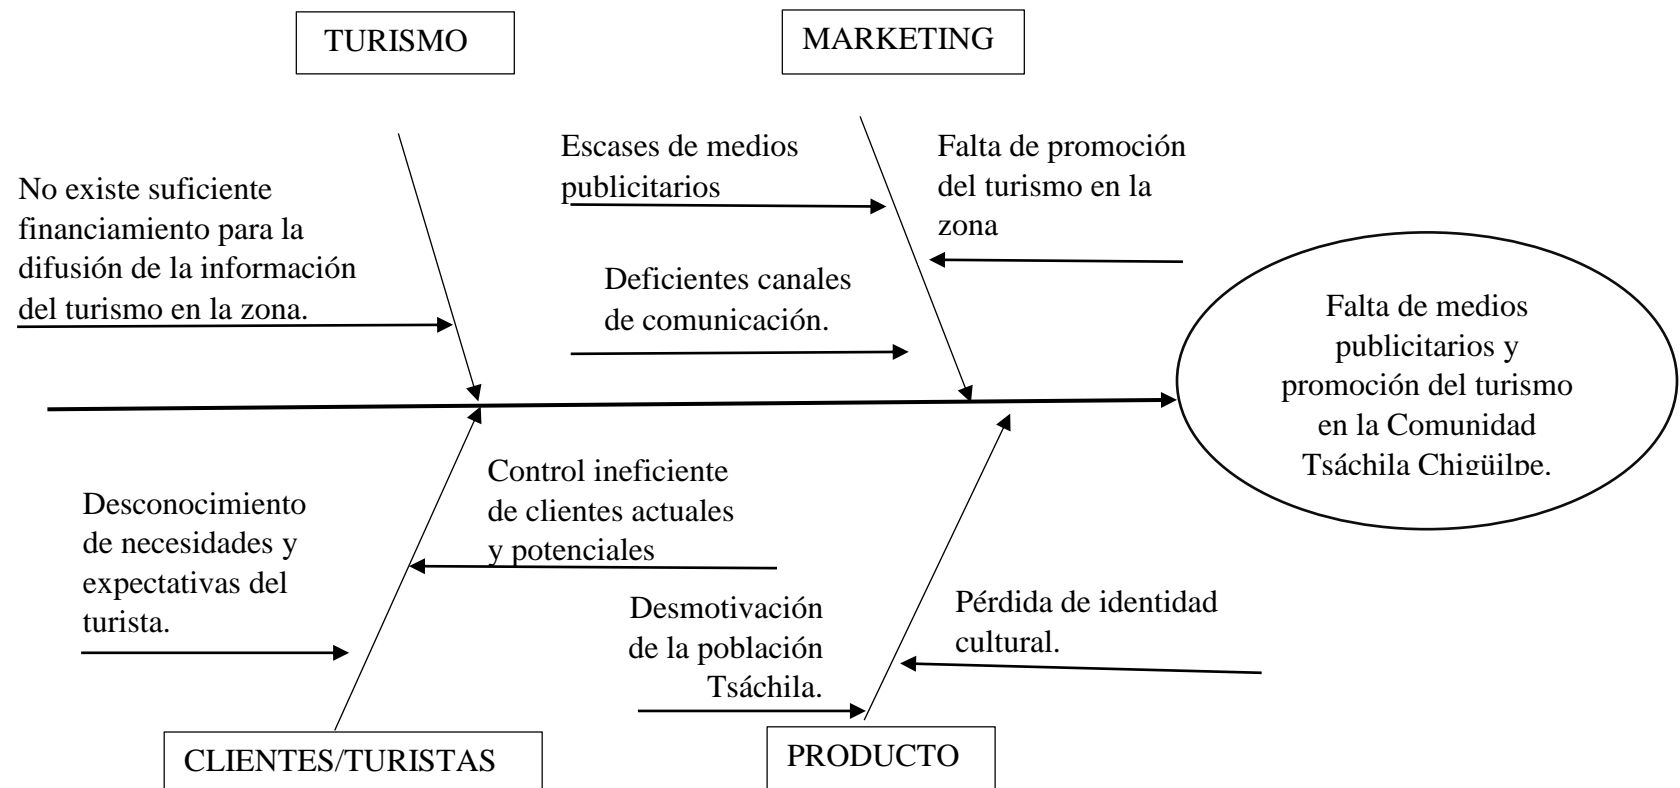 TURISMO
MARKETING
No existe suficiente
financiamiento para la
difusión de la información
del turismo en la zona.
Escases de medios
publicitarios
Deficientes canales
de comunicación.
Falta de promoción
del turismo en la
zona
Falta de medios
publicitarios y
promoción del turismo
en la Comunidad
Tsáchila Chigüilpe.
Desconocimiento
de necesidades y
expectativas del
turista.
Control ineficiente
de clientes actuales
y potenciales
Desmotivación
de la población
Tsáchila.
Pérdida de identidad
cultural.
CLIENTES/TURISTAS
PRODUCTO